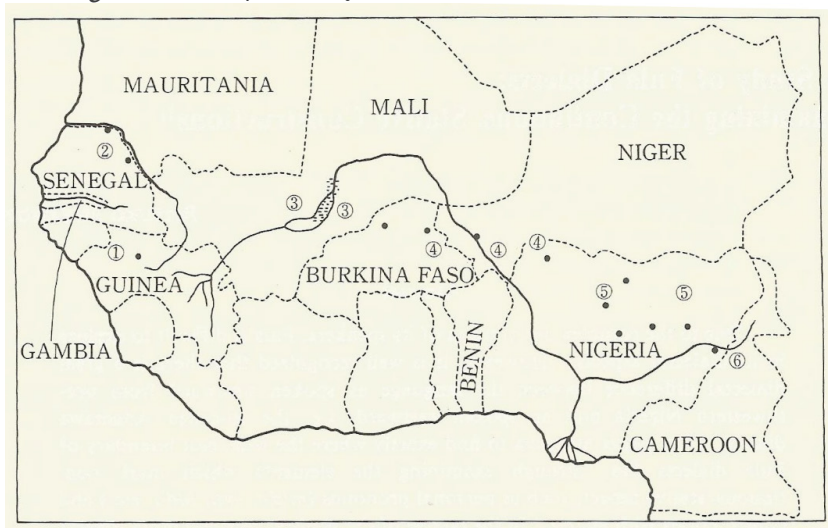 MAURITANIA
MALI
NIGER
②
SENEGAL
③
③
①
④
④
④
GUINEA
BURKINA FASO
⑤
⑤
GAMBIA
BENIN
NIGERIA
⑥
CAMEROON